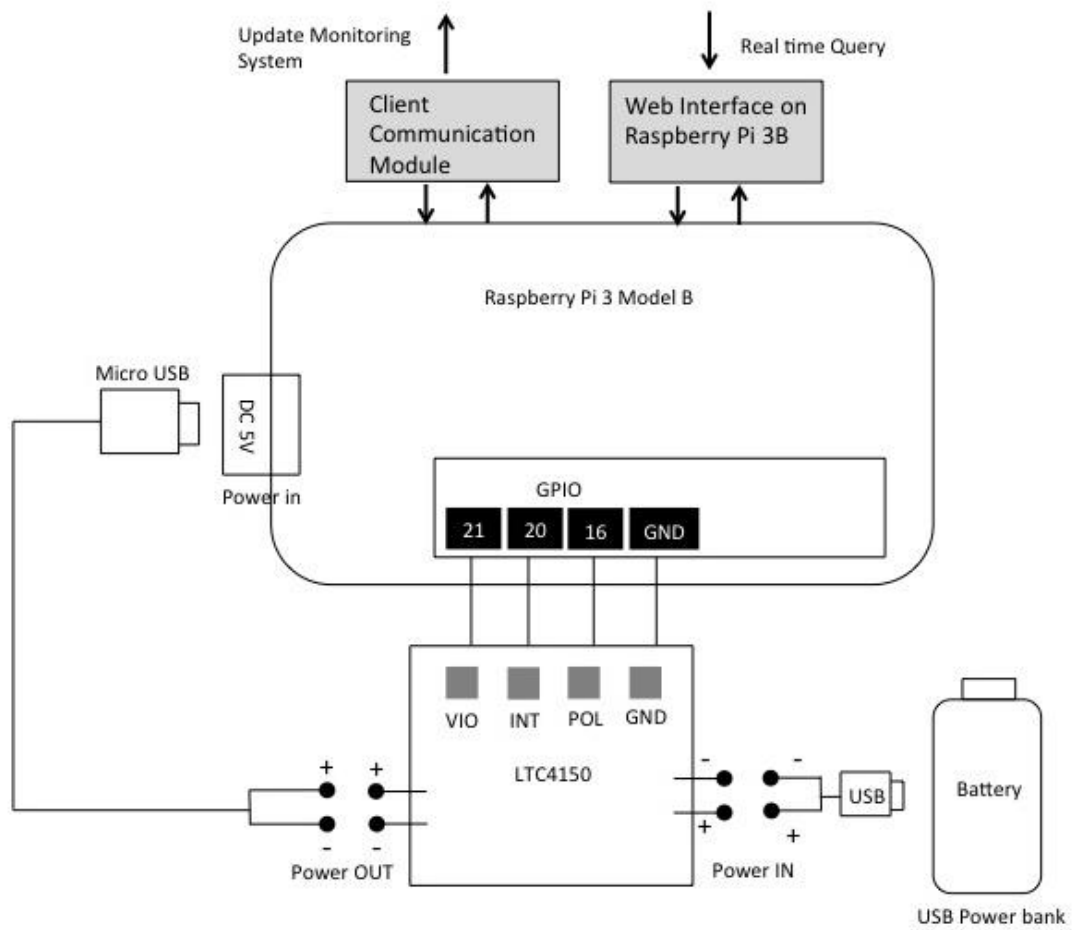 Update Monitoring
System
Real time Query
Client
Communication
Module
Web Interface on
Raspberry Pi 3B
Raspberry Pi 3 Model B
Micro USB
DC 5V
Power in
GPIO
21 20 16 GND
VIO INT POL GND
LTC4150
+ + - -
- - + +
Power OUT
Power IN
USB
Battery
USB Power bank